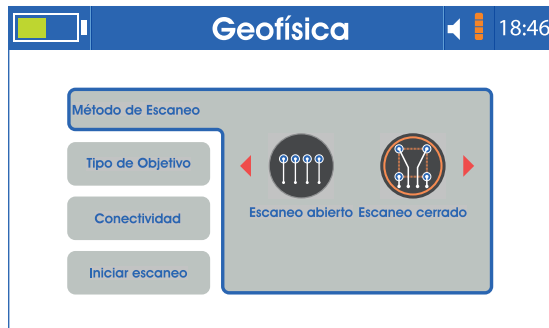 Geofísica
18:46
Método de Escaneo
Tipo de Objetivo
Conectividad
Iniciar escaneo
Escaneo abierto
Escaneo cerrado